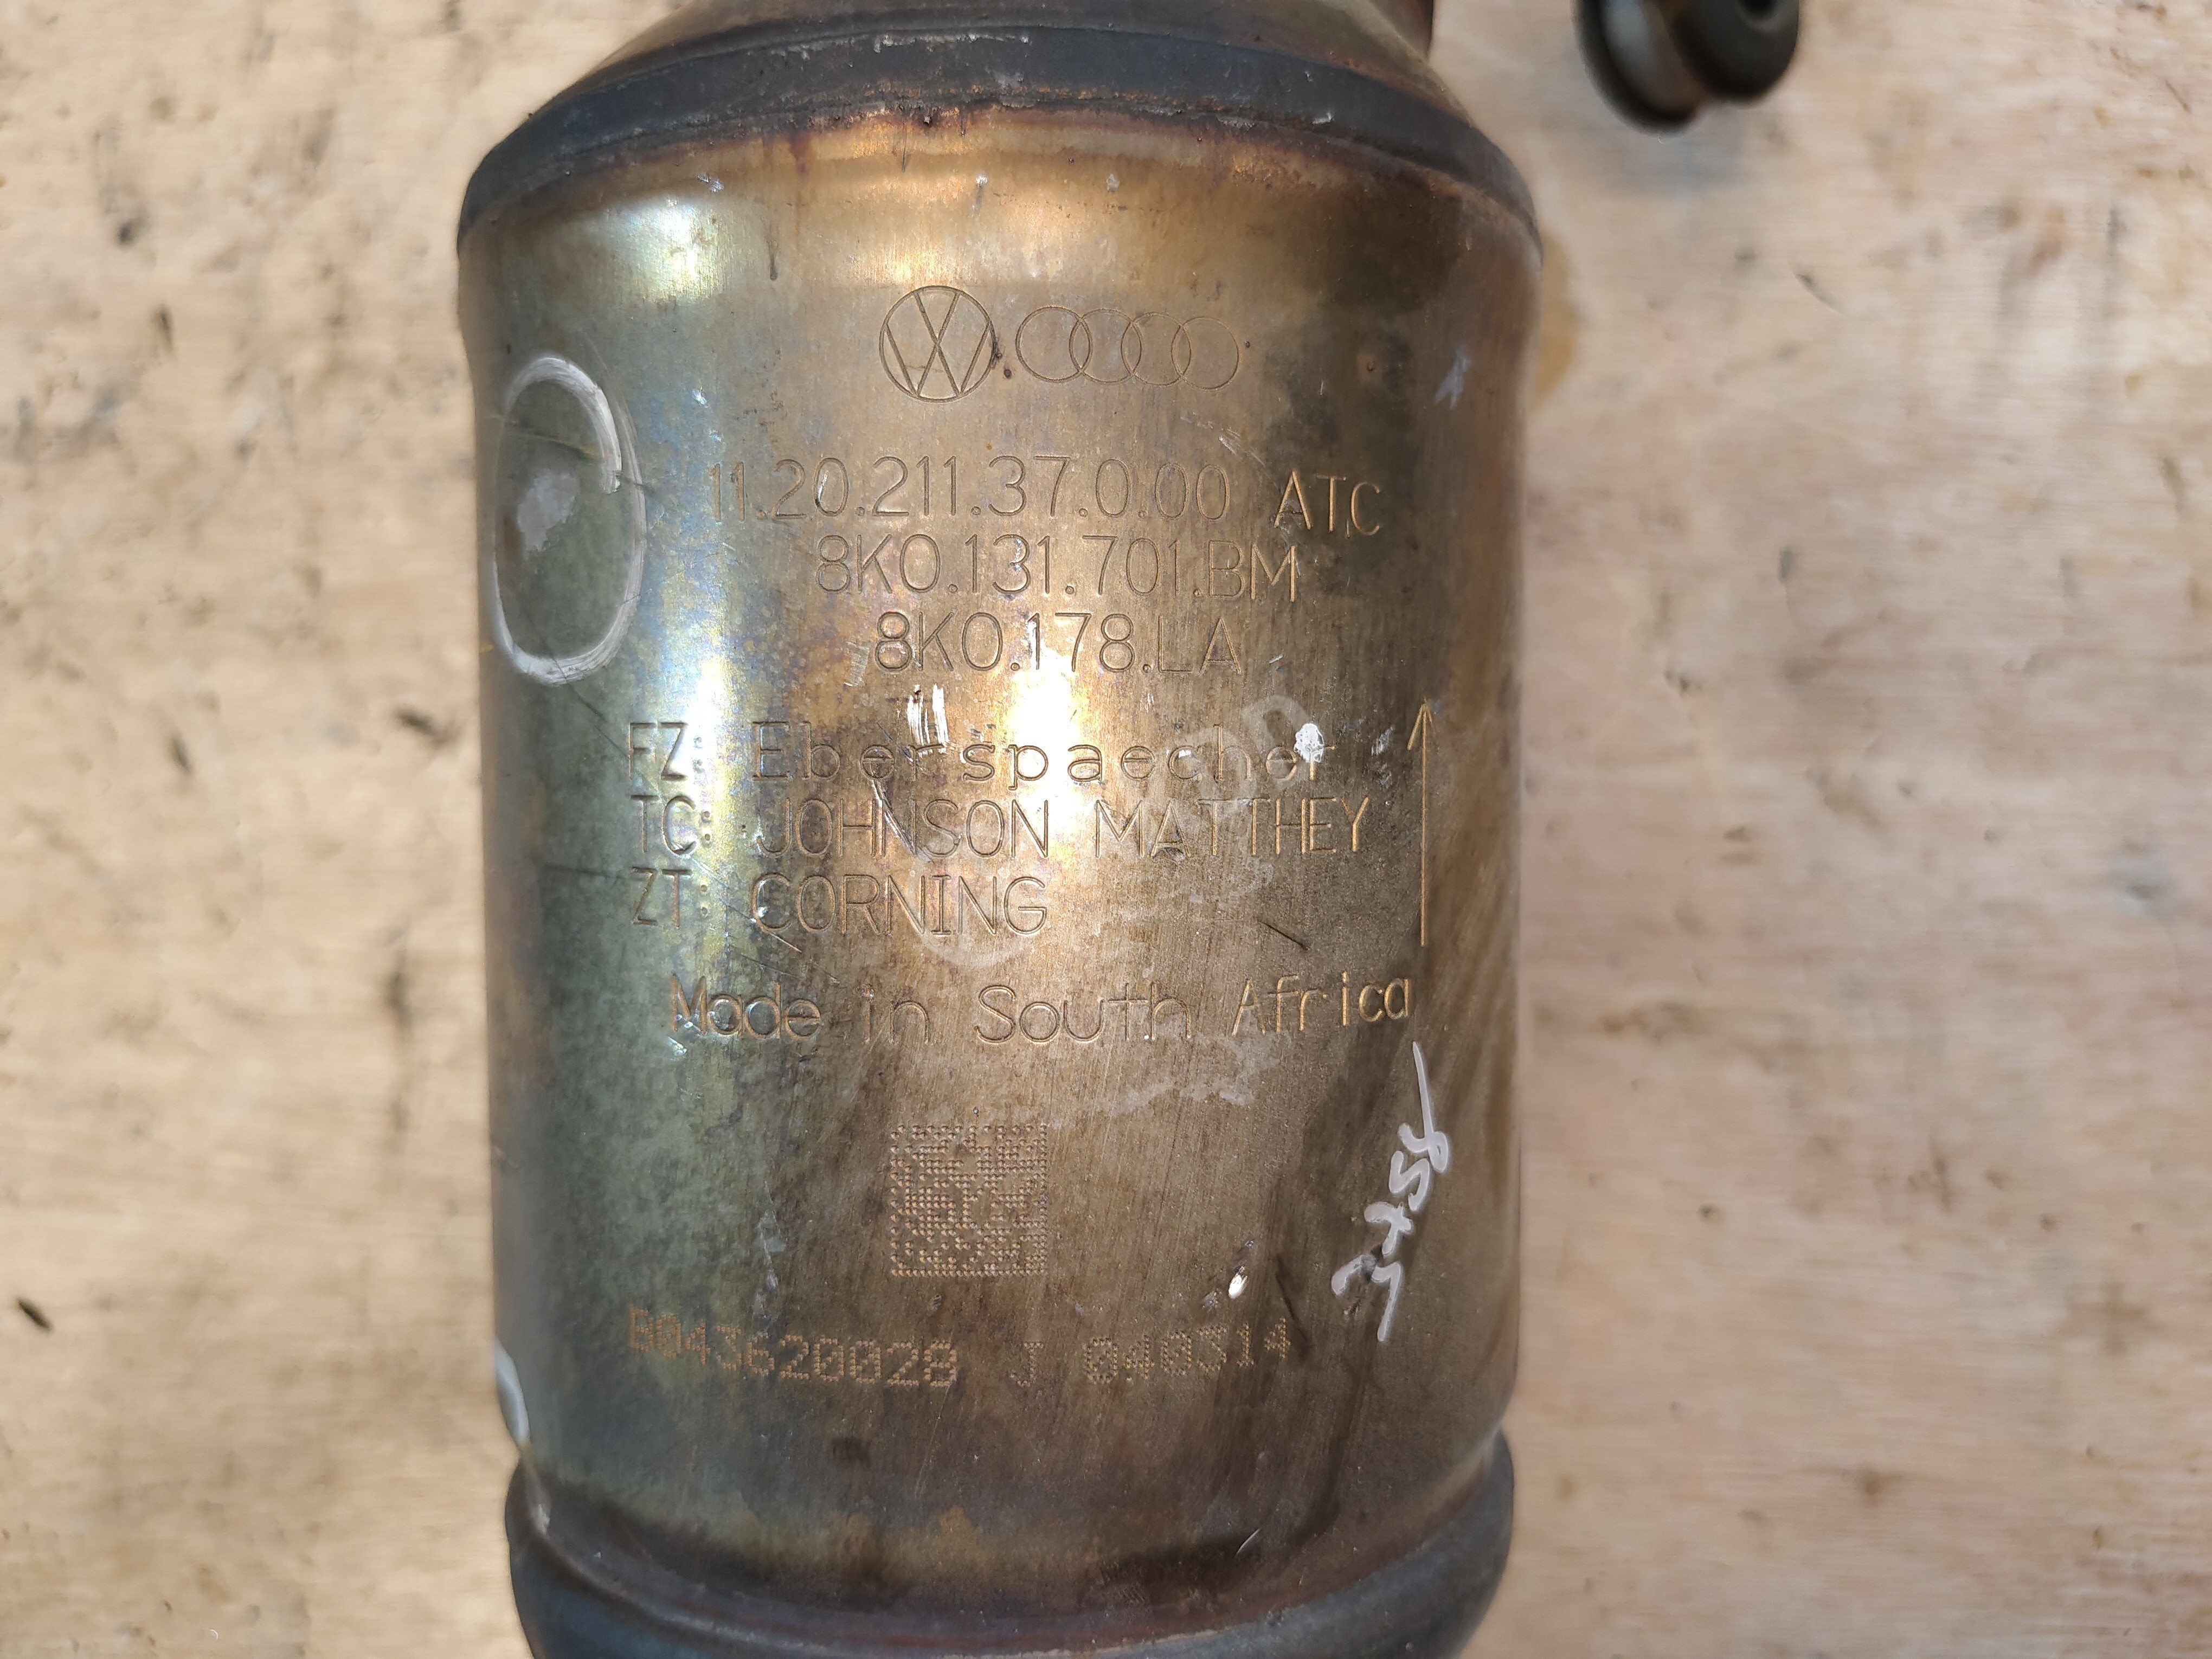 11.20.211.37.0.00 ATC
8K0.131.701.BM
8K0.178.LA
FZ: Eberspaecher
TC: JOHNSON MATTHEY
ZT: CORNING
Made in South Africa
B043620028 J 040314